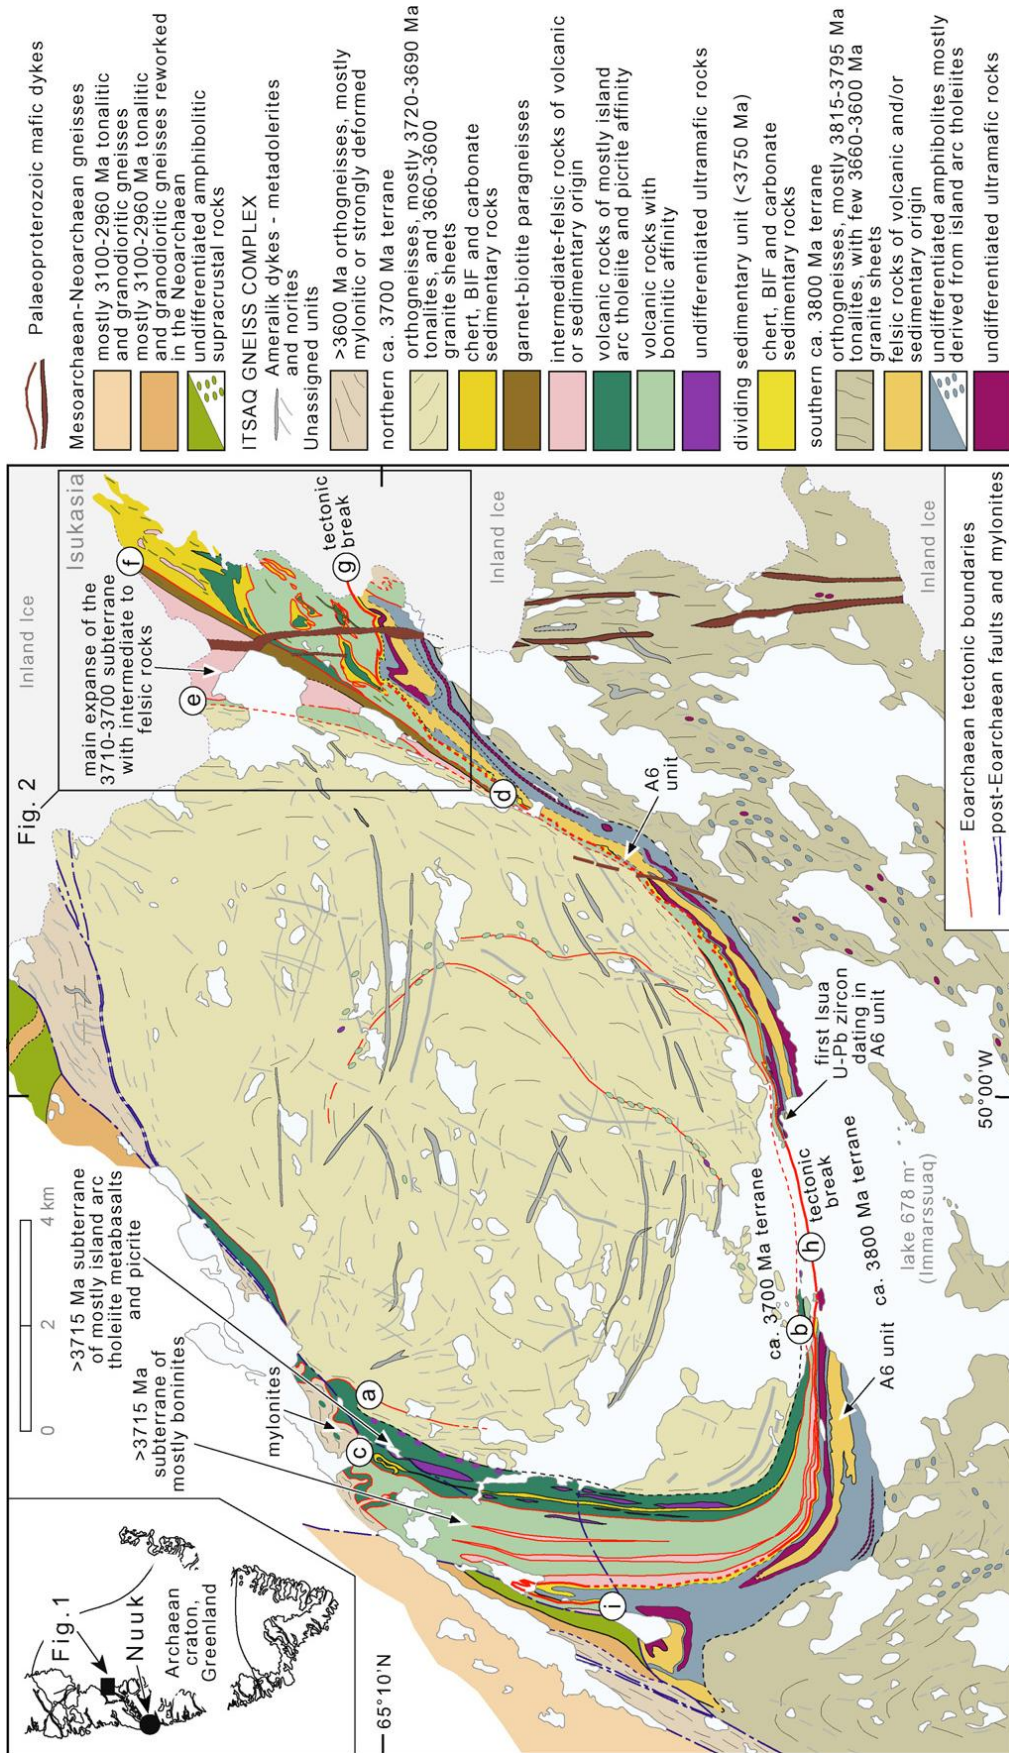 Fig.1
Nuuk
Archaean
craton,
Greenland
65°10'N
0
2
4 km
>3715 Ma
subterrane of
mostly boninites
mylonites
>3715 Ma subterrane
of mostly island arc
tholeiite metabasalts
and picrite
Fig. 2
Inland Ice
main expanse of the
3710-3700 subterrane
with intermediate to
felsic rocks
Isukasia
a
b
c
d
e
f
g
h
i
tectonic
break
Inland Ice
Inland Ice
A6
unit
first Isua
U-Pb zircon
dating in
A6 unit
ca. 3700 Ma terrane
tectonic
break
ca. 3800 Ma terrane
lake 678 m
(Immarssuaq)
A6 unit
50°00'W
Eoarchaean tectonic boundaries
post-Eoarchaean faults and mylonites
Palaeoproterozoic mafic dykes
Mesoarchaean-Neoarchaean gneisses
mostly 3100-2960 Ma tonalitic
and granodioritic gneisses
mostly 3100-2960 Ma tonalitic
and granodioritic gneisses reworked
in the Neoarchaean
undifferentiated amphibolitic
supracrustal rocks
ITSAQ GNEISS COMPLEX
Ameralik dykes - metadolerites
and norites
Unassigned units
>3600 Ma orthogneisses, mostly
mylonitic or strongly deformed
northern ca. 3700 Ma terrane
orthogneisses, mostly 3720-3690 Ma
tonalites, and 3660-3600
granite sheets
chert, BIF and carbonate
sedimentary rocks
garnet-biotite paragneisses
intermediate-felsic rocks of volcanic
or sedimentary origin
volcanic rocks of mostly island
arc tholeiite and picrite affinity
volcanic rocks with
boninitic affinity
undifferentiated ultramafic rocks
dividing sedimentary unit (<3750 Ma)
chert, BIF and carbonate
sedimentary rocks
southern ca. 3800 Ma terrane
orthogneisses, mostly 3815-3795 Ma
tonalites, with few 3660-3600 Ma
granite sheets
felsic rocks of volcanic and/or
sedimentary origin
undifferentiated amphibolites mostly
derived from island arc tholeiites
undifferentiated ultramafic rocks